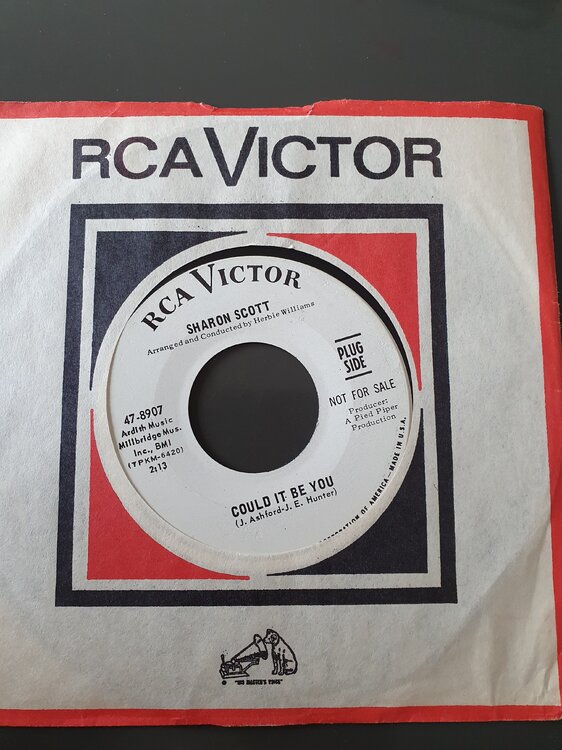 RCA VICTOR
RCA VICTOR
SHARON SCOTT
Arranged and Conducted by Herbie Williams
PLUG
SIDE
NOT FOR SALE
Producer:
A Pied Piper
Production
47-8907
Ardith Music
Millbridge Mus.
Inc., BMI
(TPKM-6420)
2:13
COULD IT BE YOU
(J. Ashford-J. E. Hunter)
OF AMERICA—MADE IN U.S.A.
"HIS MASTER'S VOICE"